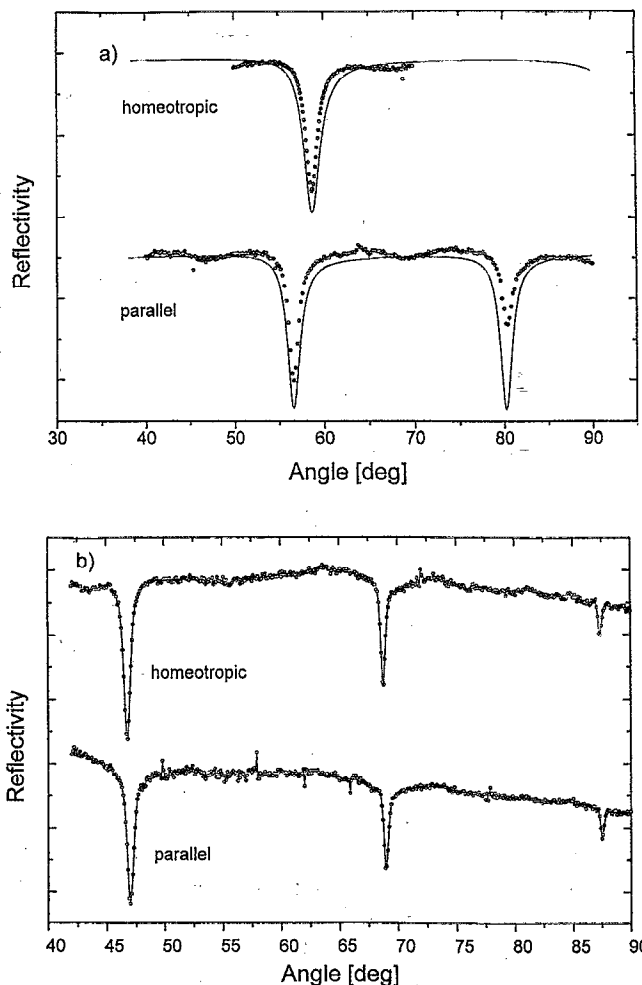 a)
homeotropic
parallel
Reflectivity
30 40 50 60 70 80 90
Angle [deg]
b)
homeotropic
parallel
Reflectivity
40 45 50 55 60 65 70 75 80 85 90
Angle [deg]